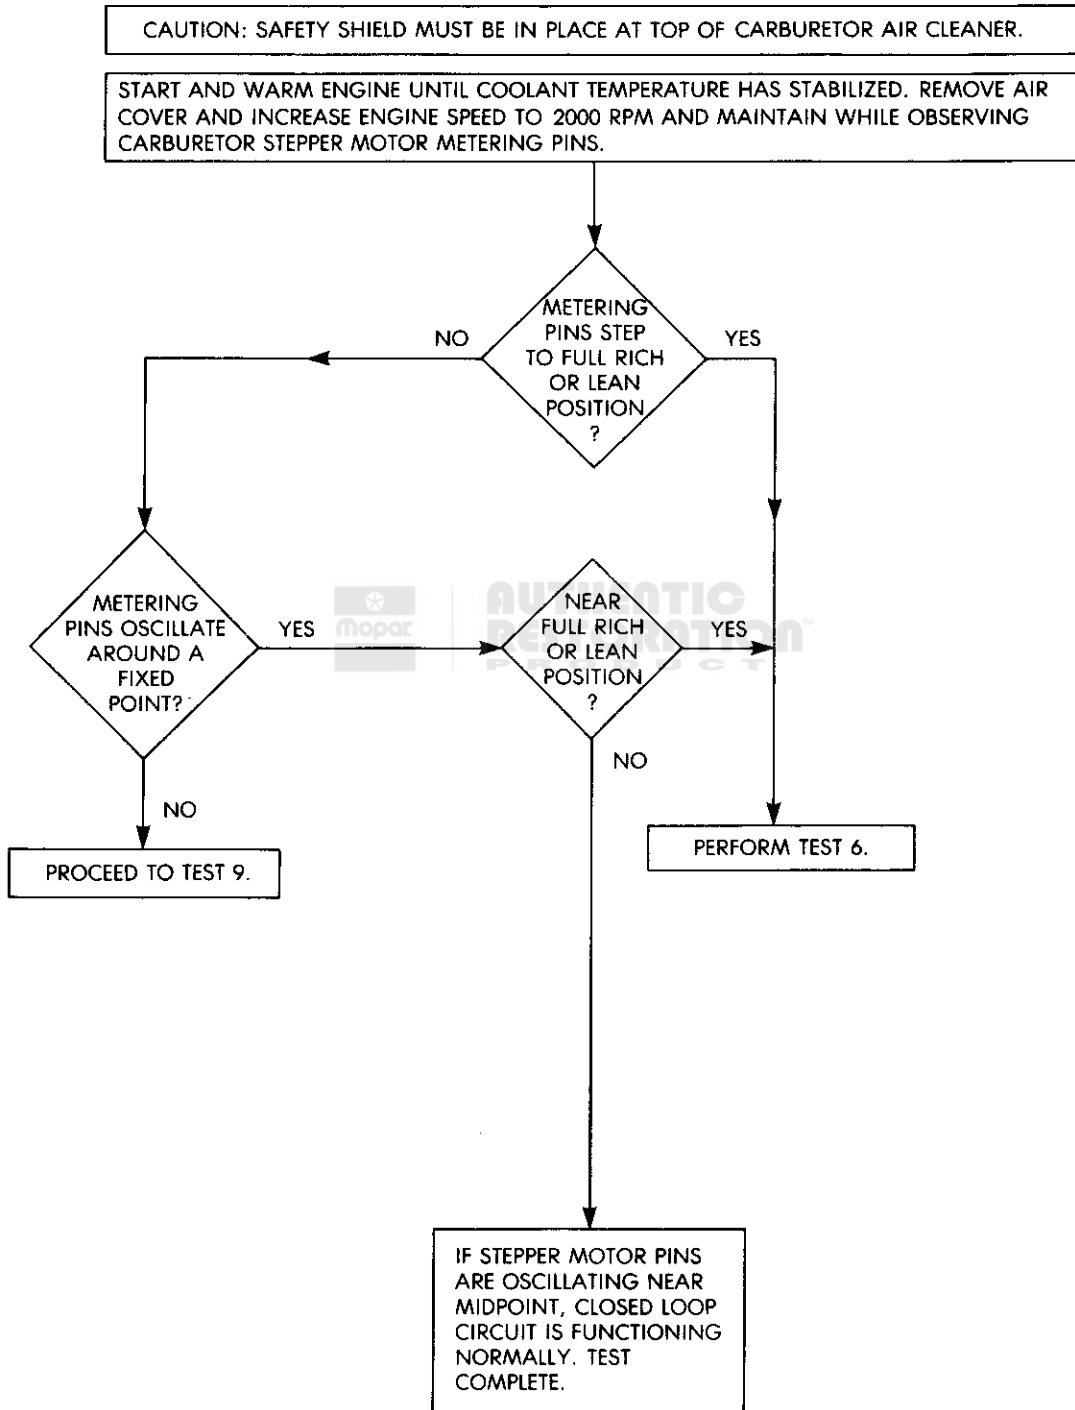 CAUTION: SAFETY SHIELD MUST BE IN PLACE AT TOP OF CARBURETOR AIR CLEANER.
START AND WARM ENGINE UNTIL COOLANT TEMPERATURE HAS STABILIZED. REMOVE AIR
COVER AND INCREASE ENGINE SPEED TO 2000 RPM AND MAINTAIN WHILE OBSERVING
CARBURETOR STEPPER MOTOR METERING PINS.
METERING
PINS STEP
TO FULL RICH
OR LEAN
POSITION
?
NO
YES
METERING
PINS OSCILLATE
AROUND A
FIXED
POINT?
YES
NEAR
FULL RICH
OR LEAN
POSITION
?
YES
NO
NO
PROCEED TO TEST 9.
PERFORM TEST 6.
IF STEPPER MOTOR PINS
ARE OSCILLATING NEAR
MIDPOINT, CLOSED LOOP
CIRCUIT IS FUNCTIONING
NORMALLY. TEST
COMPLETE.
Mopar
AUTHENTIC
RESTORATION™
PRODUCT